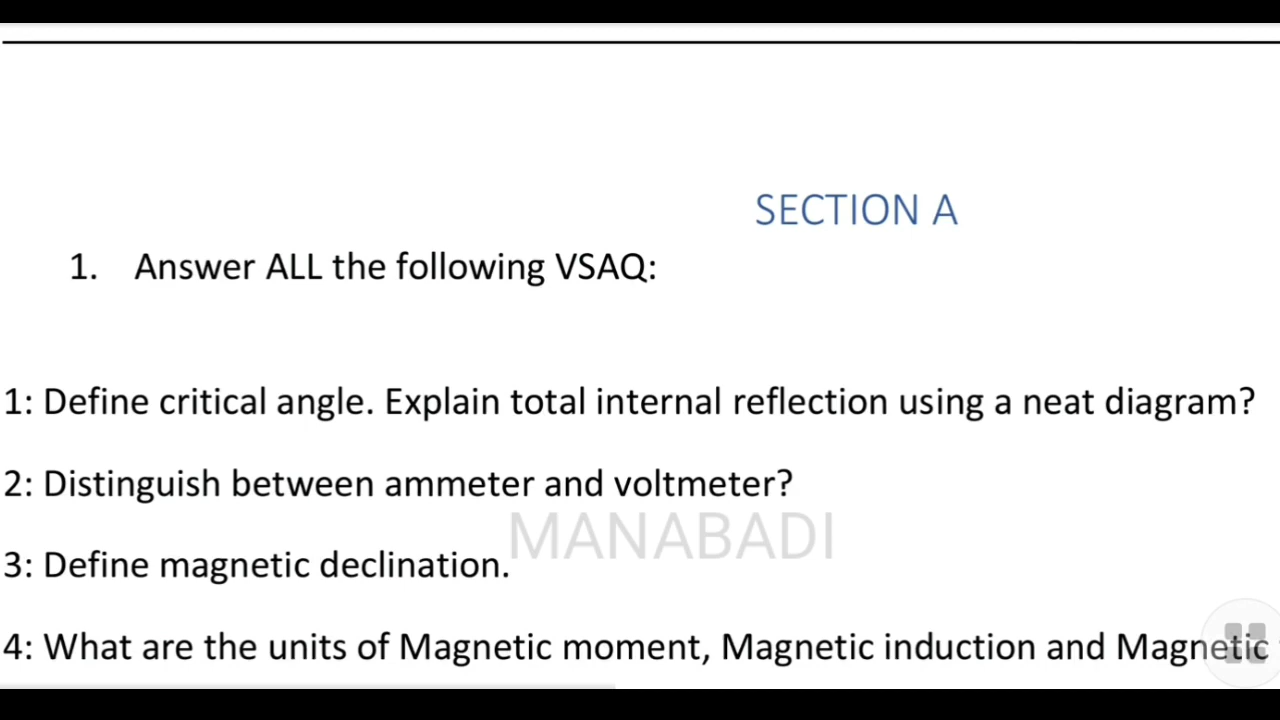 SECTION A
1. Answer ALL the following VSAQ:
1: Define critical angle. Explain total internal reflection using a neat diagram?
2: Distinguish between ammeter and voltmeter?
MANABADI
3: Define magnetic declination.
4: What are the units of Magnetic moment, Magnetic induction and Magnetic